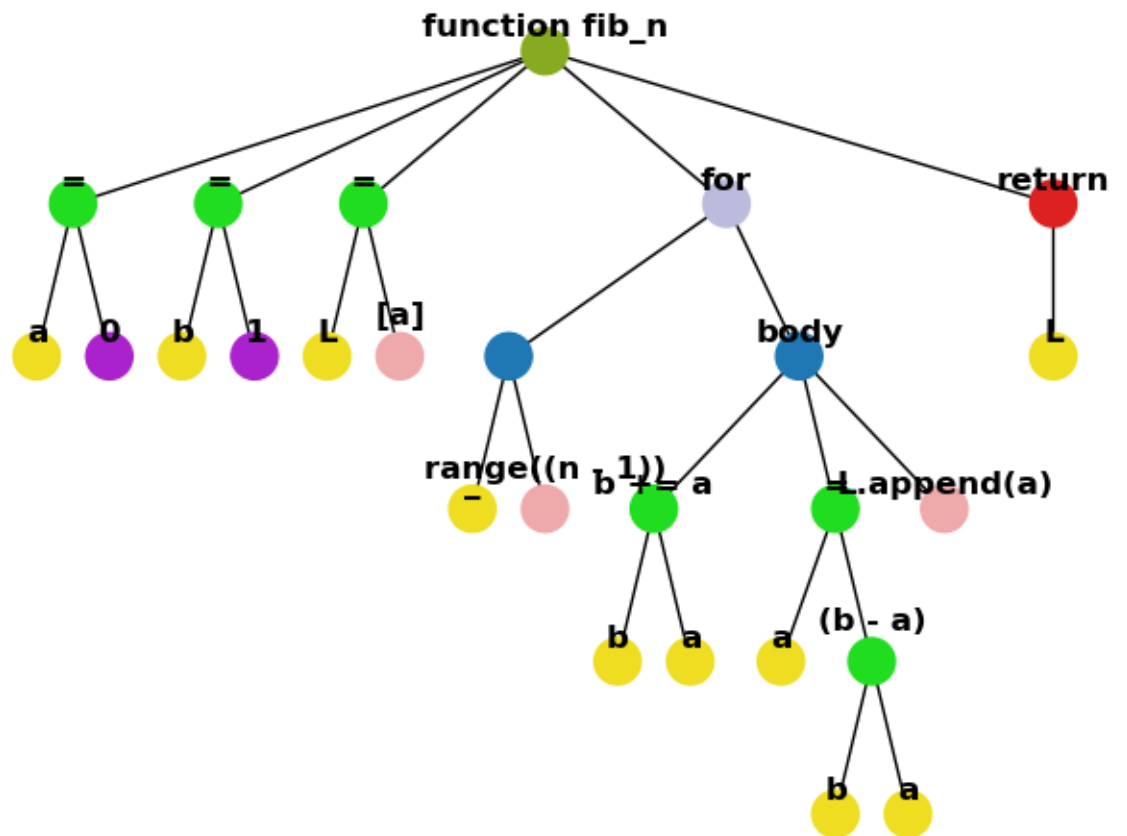 function fib_n
=
=
=
for
return
a
0
b
1
L
[a]
body
L
_
range((n - 1))
b += a
=
L.append(a)
b
a
a
(b - a)
b
a